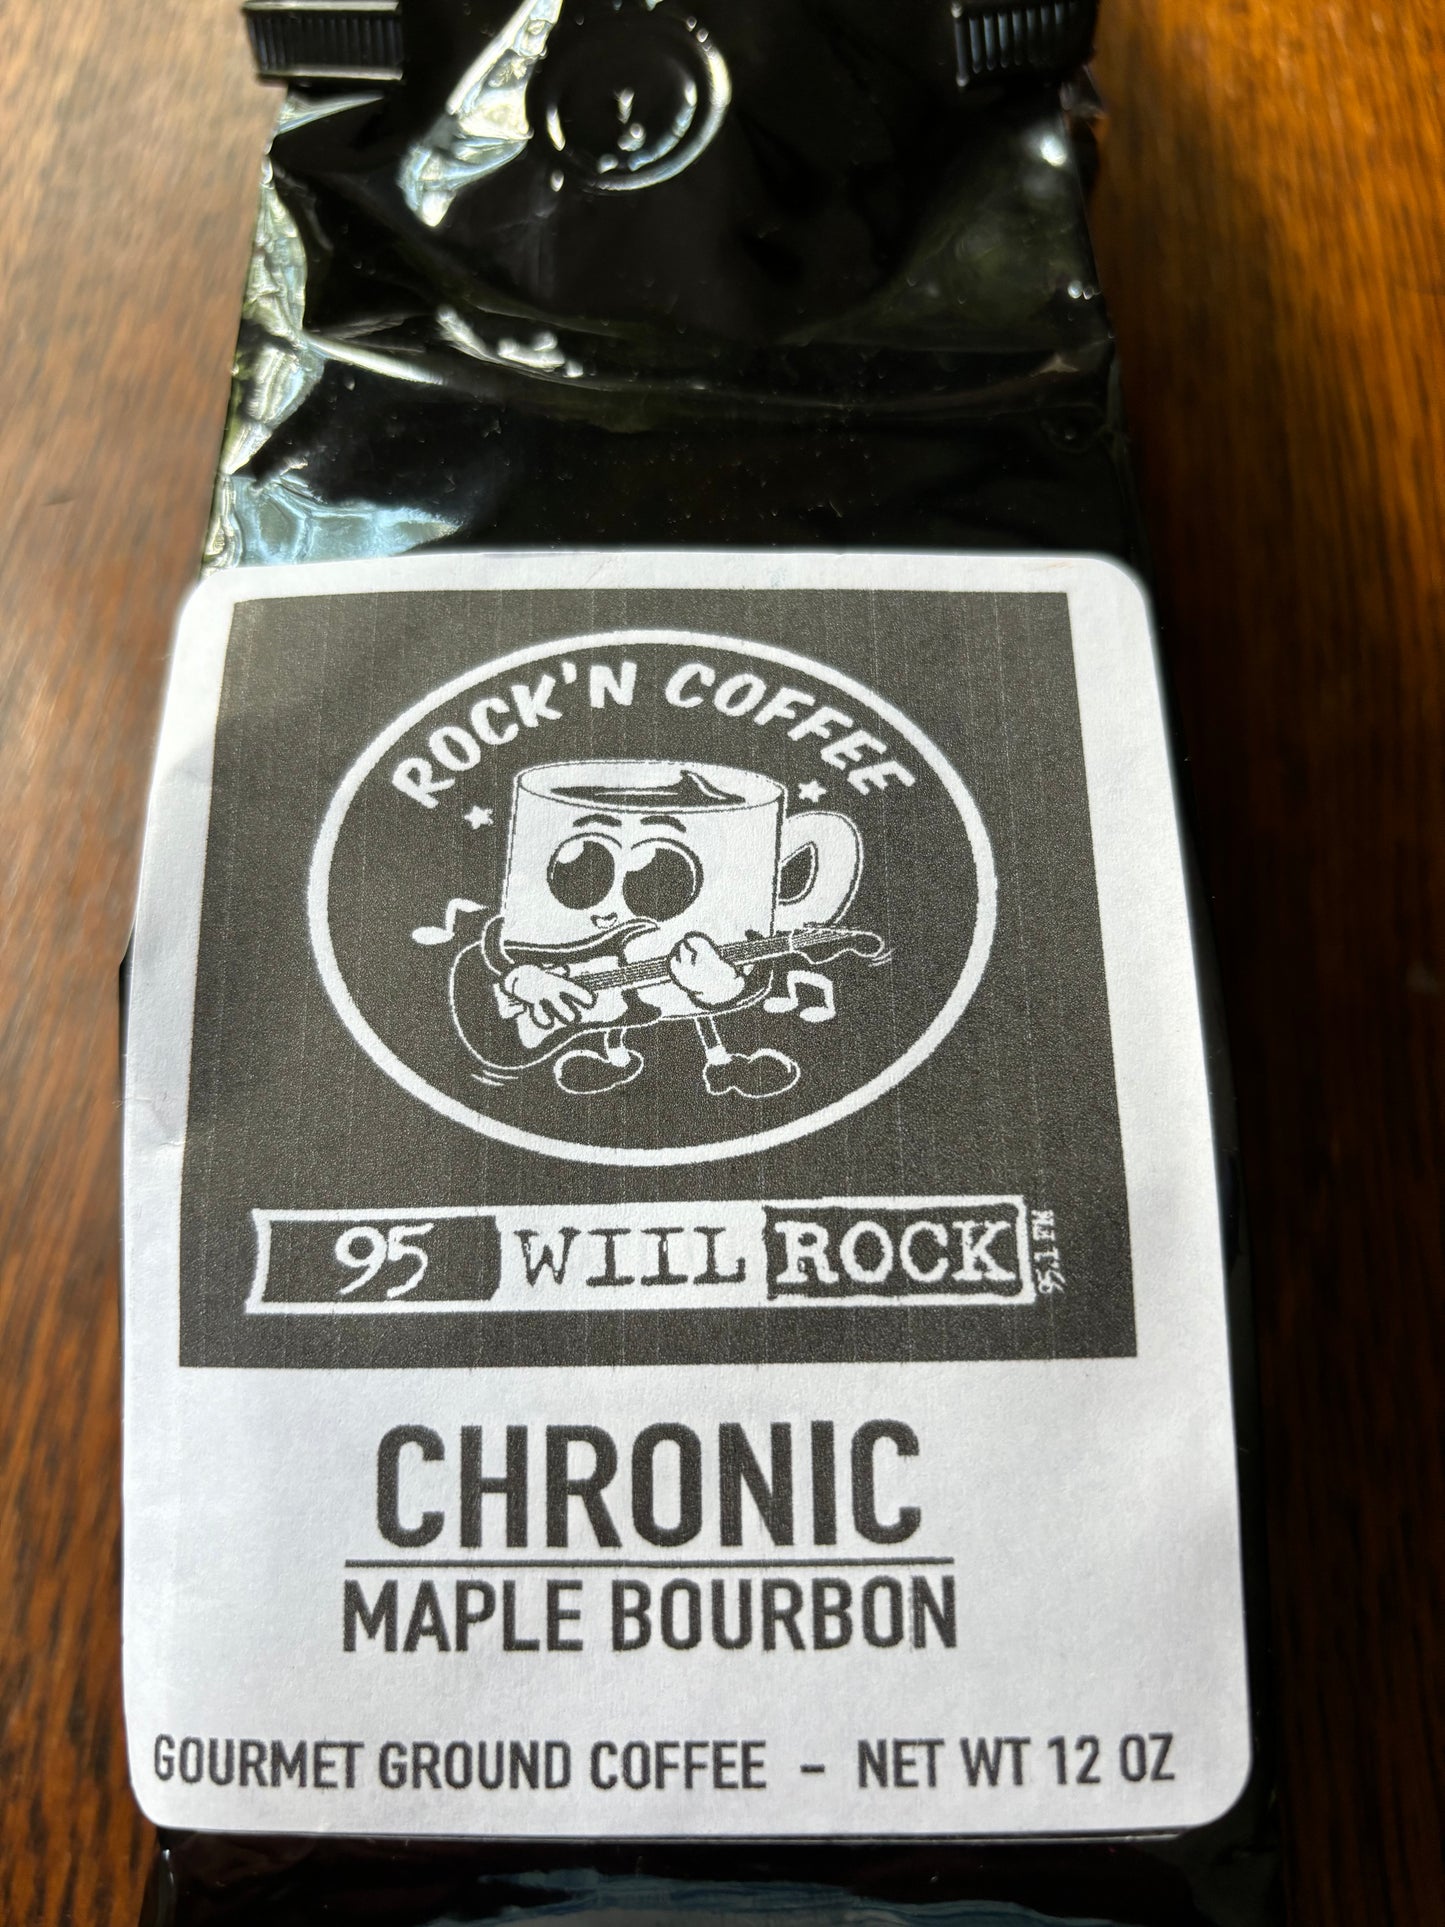 ROCK'N COFFEE
95 WIIL ROCK 95.1 FM
CHRONIC
MAPLE BOURBON
GOURMET GROUND COFFEE - NET WT 12 OZ